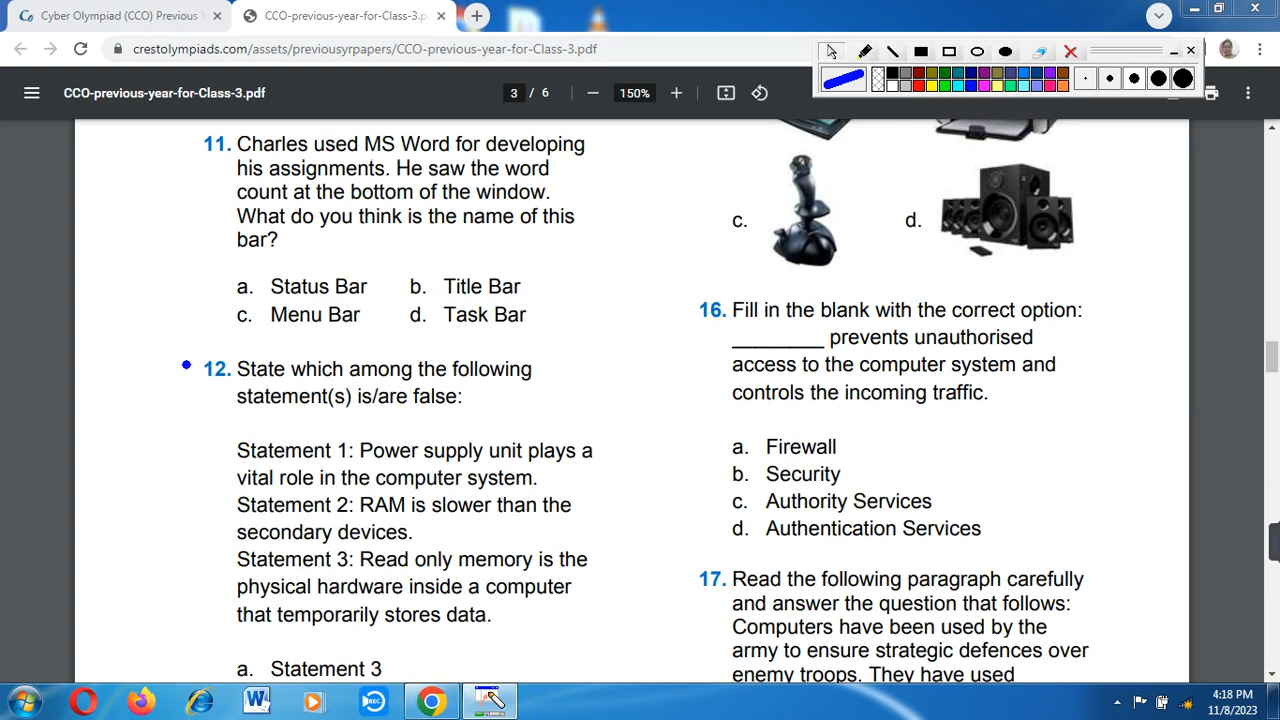 Cyber Olympiad (CCO) Previous
CCO-previous-year-for-Class-3.p
crestolympiads.com/assets/previousyrpapers/CCO-previous-year-for-Class-3.pdf
CCO-previous-year-for-Class-3.pdf
3 / 6
150%
11. Charles used MS Word for developing
his assignments. He saw the word
count at the bottom of the window.
What do you think is the name of this
bar?
a. Status Bar b. Title Bar
c. Menu Bar d. Task Bar
12. State which among the following
statement(s) is/are false:
Statement 1: Power supply unit plays a
vital role in the computer system.
Statement 2: RAM is slower than the
secondary devices.
Statement 3: Read only memory is the
physical hardware inside a computer
that temporarily stores data.
a. Statement 3
c. d.
16. Fill in the blank with the correct option:
________ prevents unauthorised
access to the computer system and
controls the incoming traffic.
a. Firewall
b. Security
c. Authority Services
d. Authentication Services
17. Read the following paragraph carefully
and answer the question that follows:
Computers have been used by the
army to ensure strategic defences over
enemy troops. They have used
REC
4:18 PM
11/8/2023